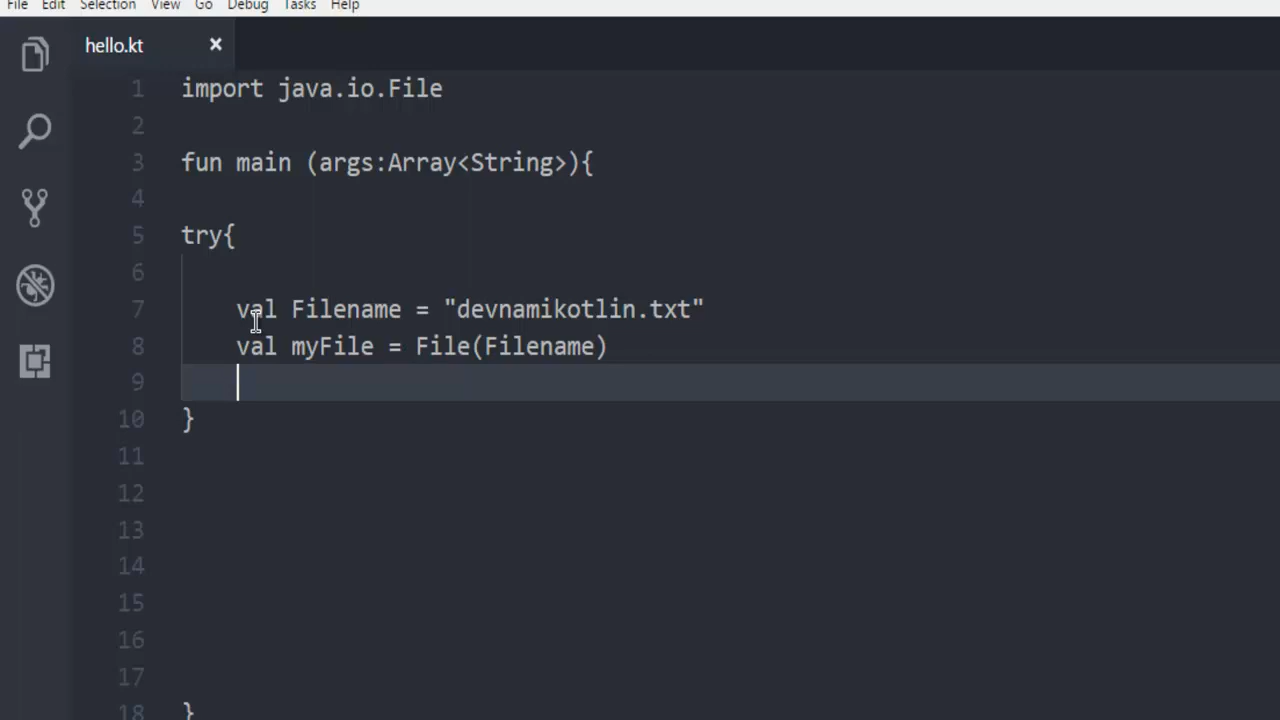 File Edit Selection View Go Debug Tasks Help
hello.kt ×
1 import java.io.File
2
3 fun main (args:Array<String>){
4
5 try{
6
7 val Filename = "devnamikotlin.txt"
8 val myFile = File(Filename)
9
10 }
11
12
13
14
15
16
17
18 }